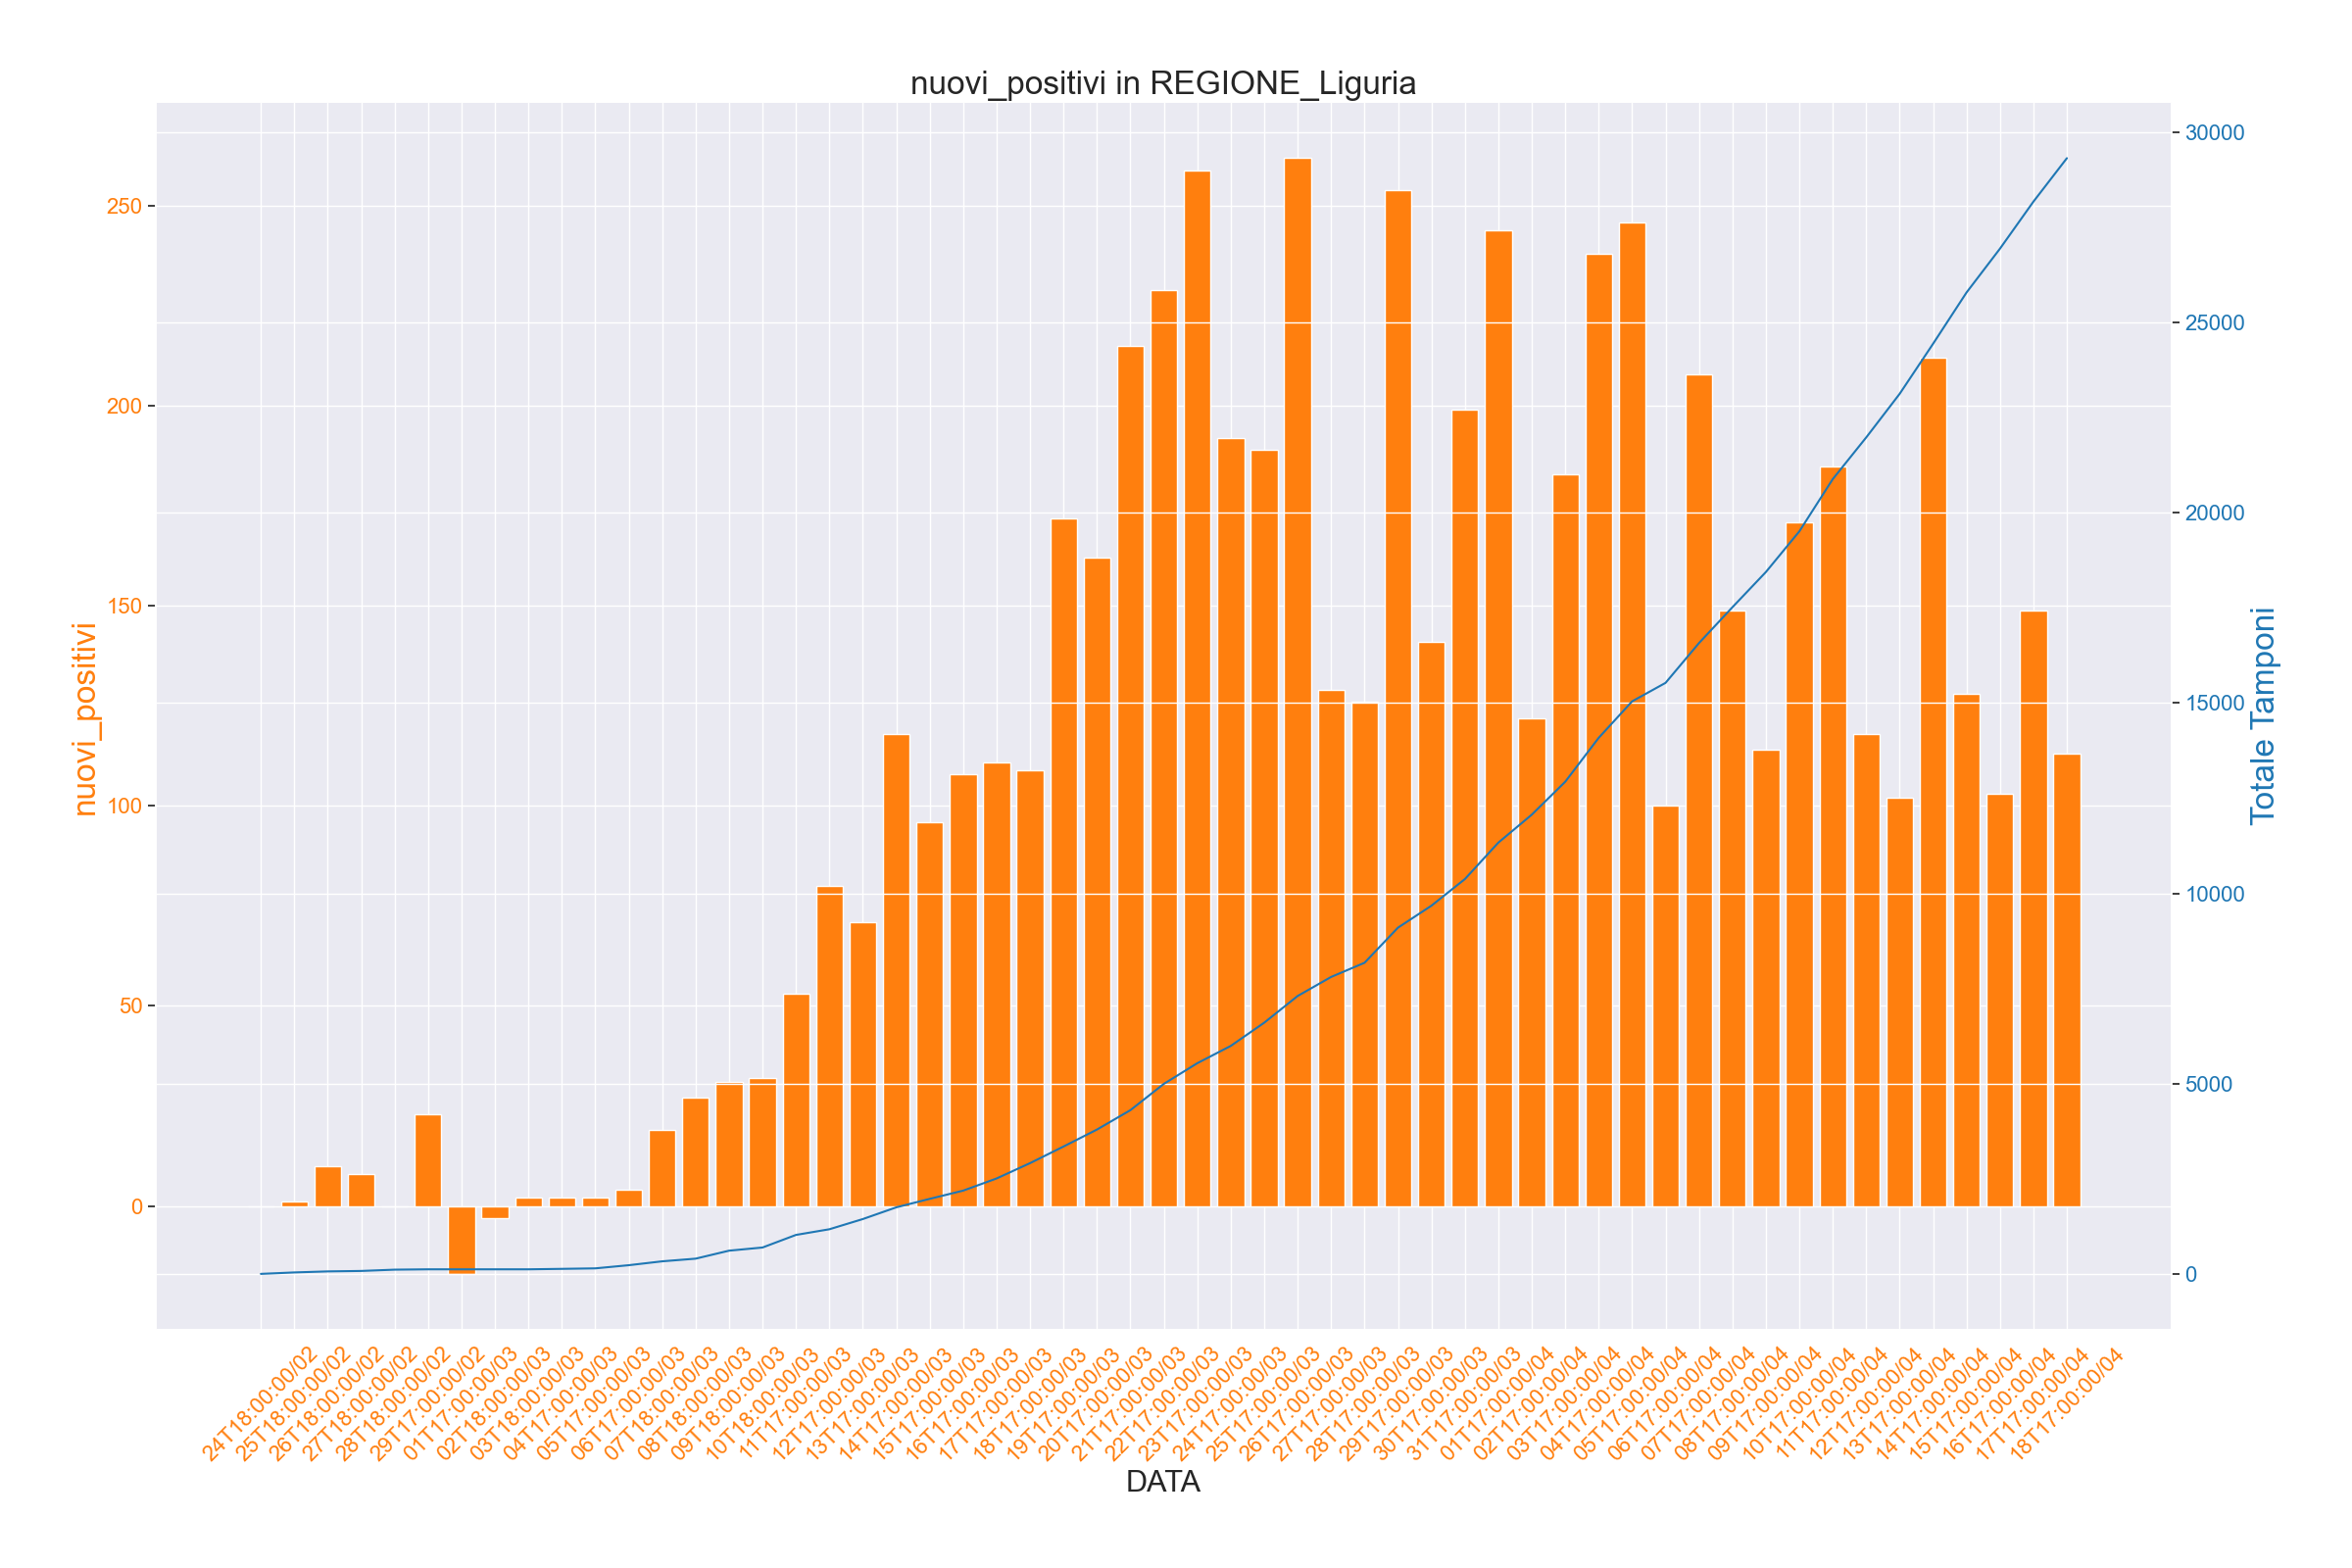 nuovi_positivi in REGIONE_Liguria
nuovi_positivi
250
200
150
100
50
0
30000
25000
20000
15000
10000
5000
0
Totale Tamponi
24T18:00:00/02
25T18:00:00/02
26T18:00:00/02
27T18:00:00/02
28T18:00:00/02
29T17:00:00/02
01T17:00:00/03
02T18:00:00/03
03T18:00:00/03
04T17:00:00/03
05T17:00:00/03
06T17:00:00/03
07T18:00:00/03
08T18:00:00/03
09T18:00:00/03
10T18:00:00/03
11T17:00:00/03
12T17:00:00/03
13T17:00:00/03
14T17:00:00/03
15T17:00:00/03
16T17:00:00/03
17T17:00:00/03
18T17:00:00/03
19T17:00:00/03
20T17:00:00/03
21T17:00:00/03
22T17:00:00/03
23T17:00:00/03
24T17:00:00/03
25T17:00:00/03
26T17:00:00/03
27T17:00:00/03
28T17:00:00/03
29T17:00:00/03
30T17:00:00/03
31T17:00:00/03
01T17:00:00/04
02T17:00:00/04
03T17:00:00/04
04T17:00:00/04
05T17:00:00/04
06T17:00:00/04
07T17:00:00/04
08T17:00:00/04
09T17:00:00/04
10T17:00:00/04
11T17:00:00/04
12T17:00:00/04
13T17:00:00/04
14T17:00:00/04
15T17:00:00/04
16T17:00:00/04
17T17:00:00/04
18T17:00:00/04
DATA